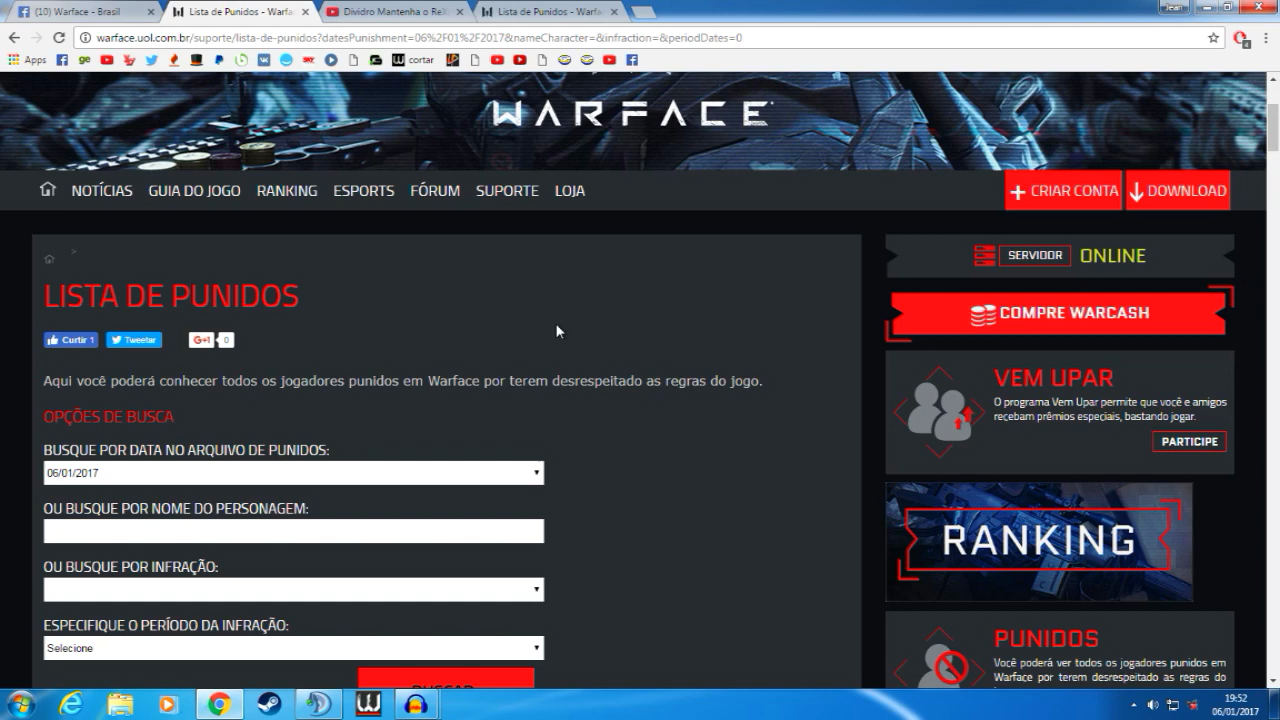 (10) Warface - Brasil
Lista de Punidos - Warfa
Dividro Mantenha o Re
Lista de Punidos - Warfa
Jean
warface.uol.com.br/suporte/lista-de-punidos?datesPunishment=06%2F01%2F2017&nameCharacter=&infraction=&periodDates=0
Apps
cortar
WARFACE
NOTÍCIAS GUIA DO JOGO RANKING ESPORTS FÓRUM SUPORTE LOJA
+ CRIAR CONTA
DOWNLOAD
>
LISTA DE PUNIDOS
Curtir 1
Tweetar
G+1 0
Aqui você poderá conhecer todos os jogadores punidos em Warface por terem desrespeitado as regras do jogo.
OPÇÕES DE BUSCA
BUSQUE POR DATA NO ARQUIVO DE PUNIDOS:
06/01/2017
OU BUSQUE POR NOME DO PERSONAGEM:
OU BUSQUE POR INFRAÇÃO:
ESPECIFIQUE O PERÍODO DA INFRAÇÃO:
Selecione
BUSCAR
SERVIDOR ONLINE
COMPRE WARCASH
VEM UPAR
O programa Vem Upar permite que você e amigos
recebam prêmios especiais, bastando jogar.
PARTICIPE
RANKING
PUNIDOS
Você poderá ver todos os jogadores punidos em
Warface por terem desrespeitado as regras do
19:52
06/01/2017